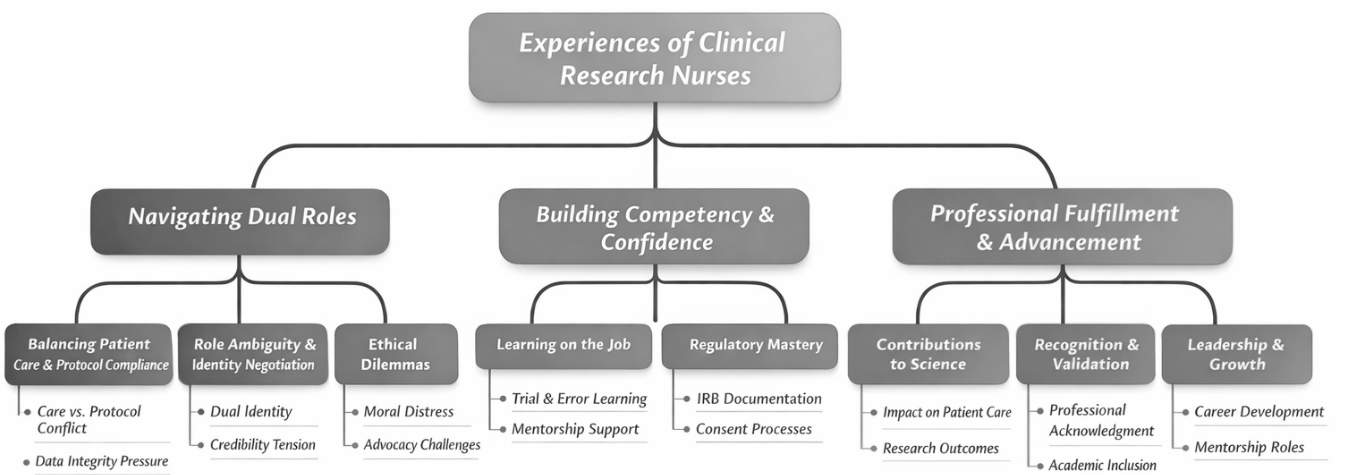 Experiences of Clinical
Research Nurses
Navigating Dual Roles
Building Competency &
Confidence
Professional Fulfillment
& Advancement
Balancing Patient
Care & Protocol Compliance
Role Ambiguity &
Identity Negotiation
Ethical
Dilemmas
Learning on the Job
Regulatory Mastery
Contributions
to Science
Recognition &
Validation
Leadership &
Growth
Care vs. Protocol
Conflict
Data Integrity Pressure
Dual Identity
Credibility Tension
Moral Distress
Advocacy Challenges
Trial & Error Learning
Mentorship Support
IRB Documentation
Consent Processes
Impact on Patient Care
Research Outcomes
Professional
Acknowledgment
Academic Inclusion
Career Development
Mentorship Roles